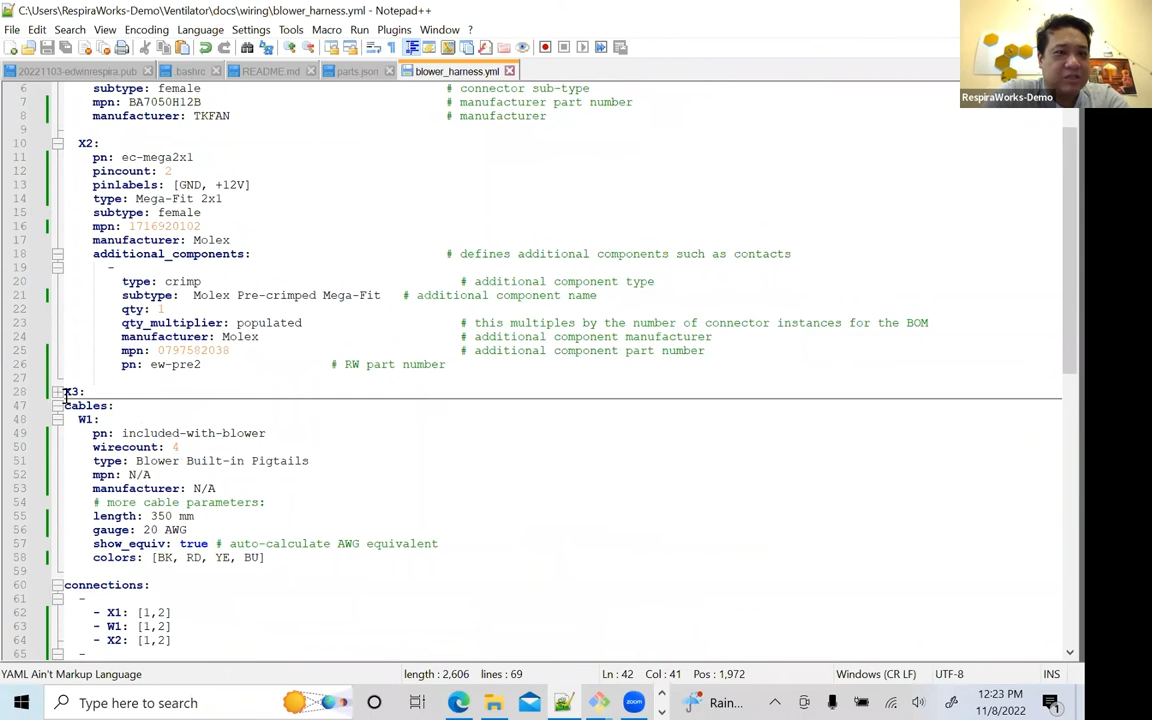 C:\Users\RespiraWorks-Demo\Ventilator\docs\wiring\blower_harness.yml - Notepad++
File Edit Search View Encoding Language Settings Tools Macro Run Plugins Window ?
20221103-edwinrespira.pub .bashrc README.md parts.json blower_harness.yml
RespiraWorks-Demo
6 subtype: female # connector sub-type
7 mpn: BA7050H12B # manufacturer part number
8 manufacturer: TKFAN # manufacturer
9
10 X2:
11 pn: ec-mega2x1
12 pincount: 2
13 pinlabels: [GND, +12V]
14 type: Mega-Fit 2x1
15 subtype: female
16 mpn: 1716920102
17 manufacturer: Molex
18 additional_components: # defines additional components such as contacts
19 -
20 type: crimp # additional component type
21 subtype: Molex Pre-crimped Mega-Fit # additional component name
22 qty: 1
23 qty_multiplier: populated # this multiples by the number of connector instances for the BOM
24 manufacturer: Molex # additional component manufacturer
25 mpn: 0797582038 # additional component part number
26 pn: ew-pre2 # RW part number
27
28 X3:
47 cables:
48 W1:
49 pn: included-with-blower
50 wirecount: 4
51 type: Blower Built-in Pigtails
52 mpn: N/A
53 manufacturer: N/A
54 # more cable parameters:
55 length: 350 mm
56 gauge: 20 AWG
57 show_equiv: true # auto-calculate AWG equivalent
58 colors: [BK, RD, YE, BU]
59
60 connections:
61 -
62 - X1: [1,2]
63 - W1: [1,2]
64 - X2: [1,2]
65 -
YAML Ain't Markup Language length : 2,606 lines : 69 Ln : 42 Col : 41 Pos : 1,972 Windows (CR LF) UTF-8 INS
Type here to search Rain... 12:23 PM
11/8/2022 1